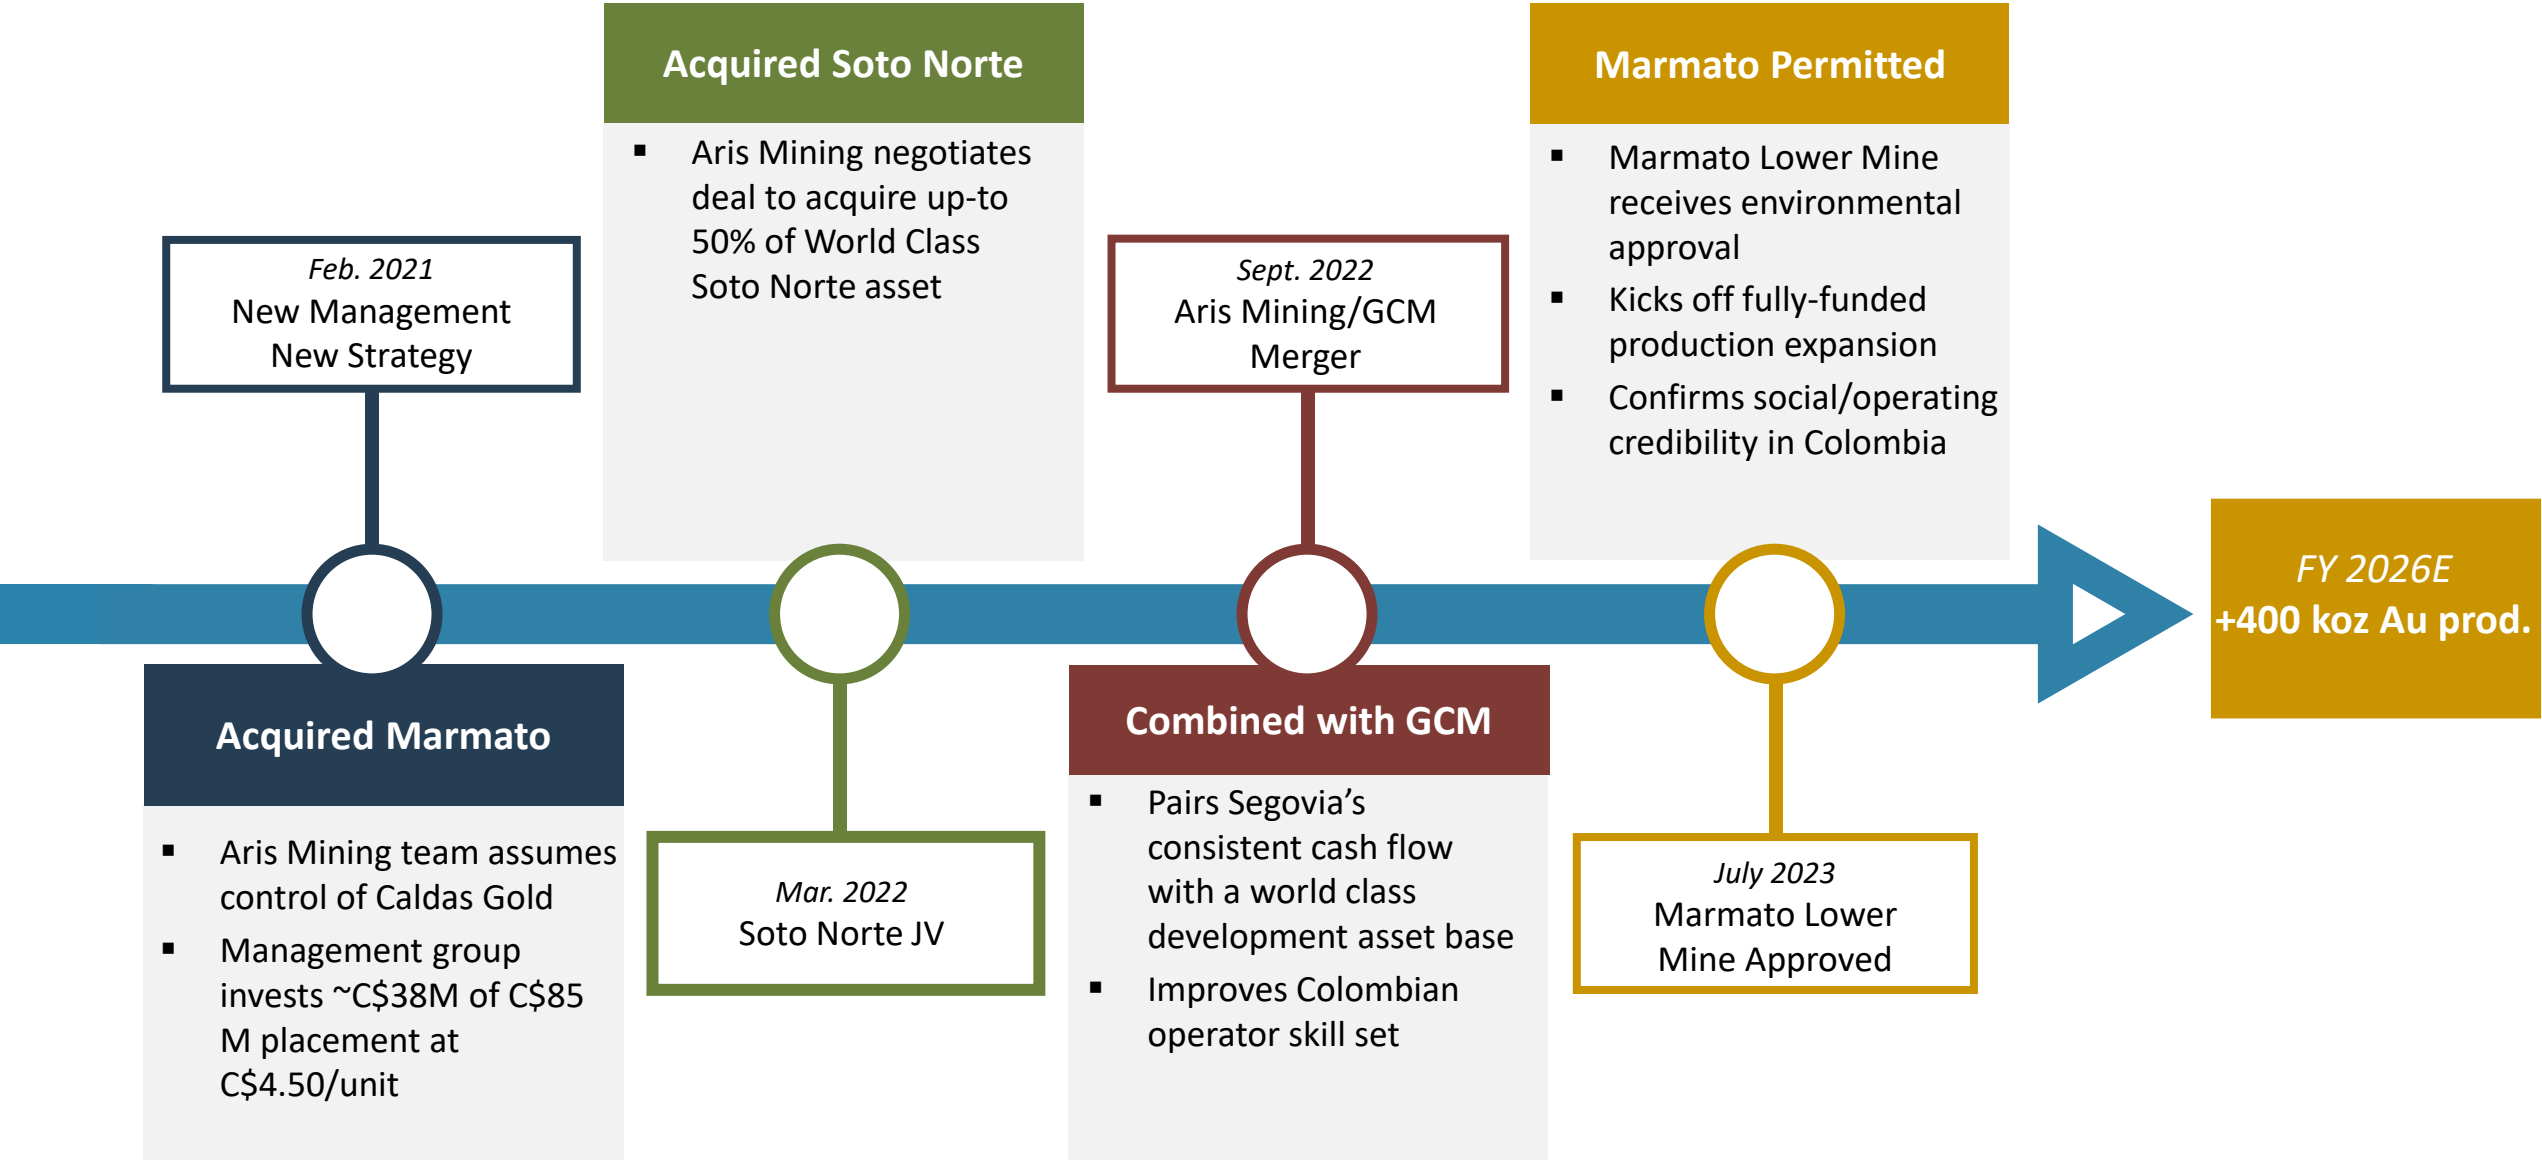 Feb. 2021
New Management
New Strategy
Acquired Marmato
▪ Aris Mining team assumes
control of Caldas Gold
▪ Management group
invests ~C$38M of C$85
M placement at
C$4.50/unit
Acquired Soto Norte
▪ Aris Mining negotiates
deal to acquire up-to
50% of World Class
Soto Norte asset
Mar. 2022
Soto Norte JV
Sept. 2022
Aris Mining/GCM
Merger
Combined with GCM
▪ Pairs Segovia’s
consistent cash flow
with a world class
development asset base
▪ Improves Colombian
operator skill set
Marmato Permitted
▪ Marmato Lower Mine
receives environmental
approval
▪ Kicks off fully-funded
production expansion
▪ Confirms social/operating
credibility in Colombia
July 2023
Marmato Lower
Mine Approved
FY 2026E
+400 koz Au prod.